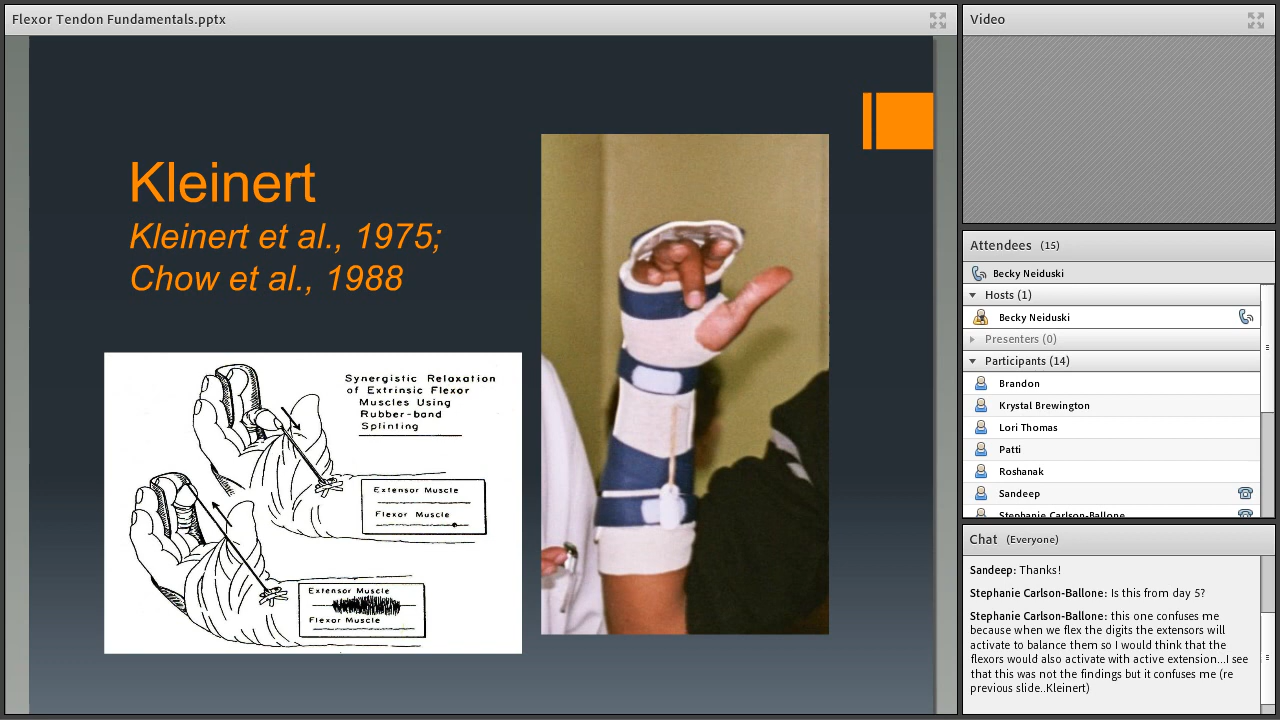 Flexor Tendon Fundamentals.pptx
Kleinert
Kleinert et al., 1975;
Chow et al., 1988
Synergistic Relaxation
of Extrinsic Flexor
Muscles Using
Rubber-band
Splinting
Extensor Muscle
Flexor Muscle
Extensor Muscle
Flexor Muscle
Video
Attendees (15)
Becky Neiduski
Hosts (1)
Becky Neiduski
Presenters (0)
Participants (14)
Brandon
Krystal Brewington
Lori Thomas
Patti
Roshanak
Sandeep
Stephanie Carlson-Ballone
Chat (Everyone)
Sandeep: Thanks!
Stephanie Carlson-Ballone: Is this from day 5?
Stephanie Carlson-Ballone: this one confuses me
because when we flex the digits the extensors will
activate to balance them so I would think that the
flexors would also activate with active extension...I see
that this was not the findings but it confuses me (re
previous slide..Kleinert)